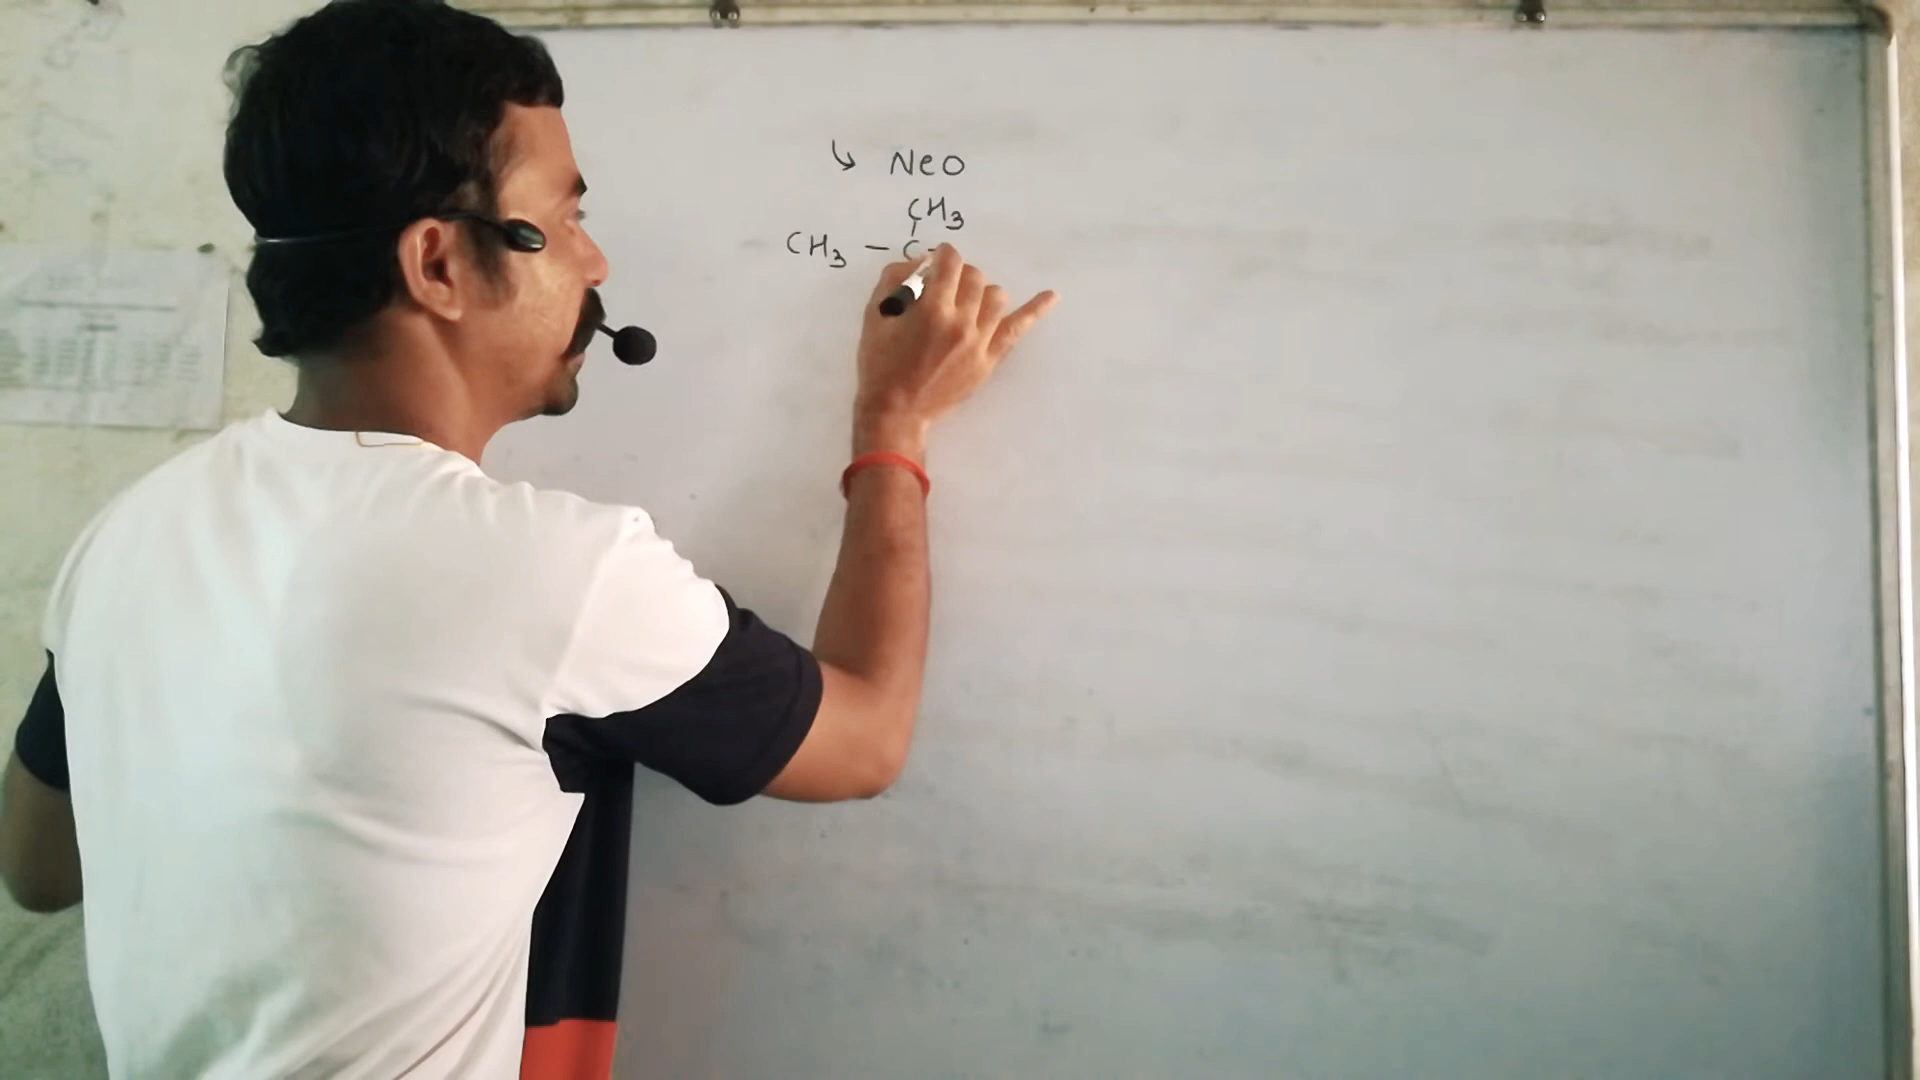 ↳ Neo
CH3
CH3 – C –